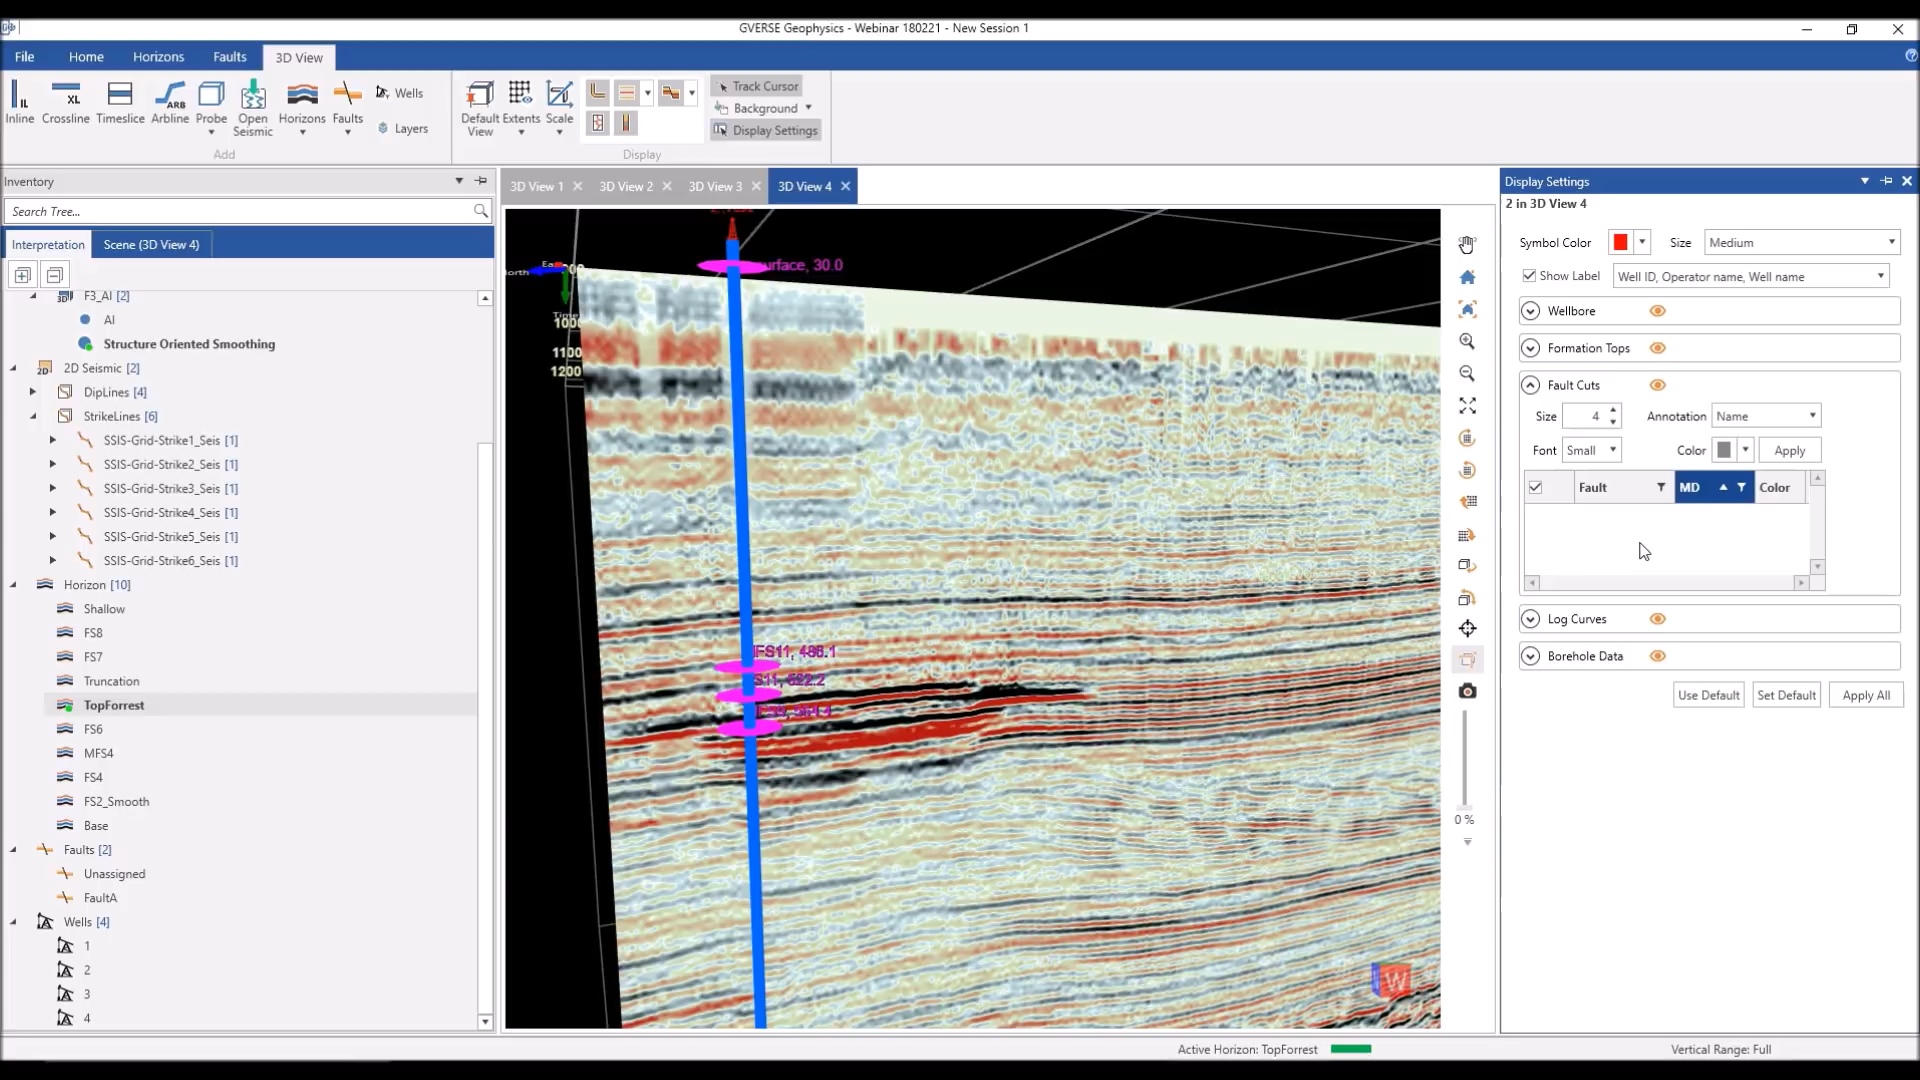 GVERSE Geophysics - Webinar 180221 - New Session 1
File Home Horizons Faults 3D View
IL Inline
XL Crossline
Timeslice
ARB Arbline
Probe
Open Seismic
Horizons
Faults
Wells
Layers
Add
Default View
Extents
Scale
Track Cursor
Background
Display Settings
Display
Inventory
Search Tree...
Interpretation Scene (3D View 4)
F3_AI [2]
AI
Structure Oriented Smoothing
2D Seismic [2]
DipLines [4]
StrikeLines [6]
SSIS-Grid-Strike1_Seis [1]
SSIS-Grid-Strike2_Seis [1]
SSIS-Grid-Strike3_Seis [1]
SSIS-Grid-Strike4_Seis [1]
SSIS-Grid-Strike5_Seis [1]
SSIS-Grid-Strike6_Seis [1]
Horizon [10]
Shallow
FS8
FS7
Truncation
TopForrest
FS6
MFS4
FS4
FS2_Smooth
Base
Faults [2]
Unassigned
FaultA
Wells [4]
1
2
3
4
3D View 1 3D View 2 3D View 3 3D View 4
urface, 30.0
1000
1100
1200
W
0 %
Display Settings
2 in 3D View 4
Symbol Color Size Medium
Show Label Well ID, Operator name, Well name
Wellbore
Formation Tops
Fault Cuts
Size 4 Annotation Name
Font Small Color Apply
Fault MD Color
Log Curves
Borehole Data
Use Default Set Default Apply All
Active Horizon: TopForrest
Vertical Range: Full